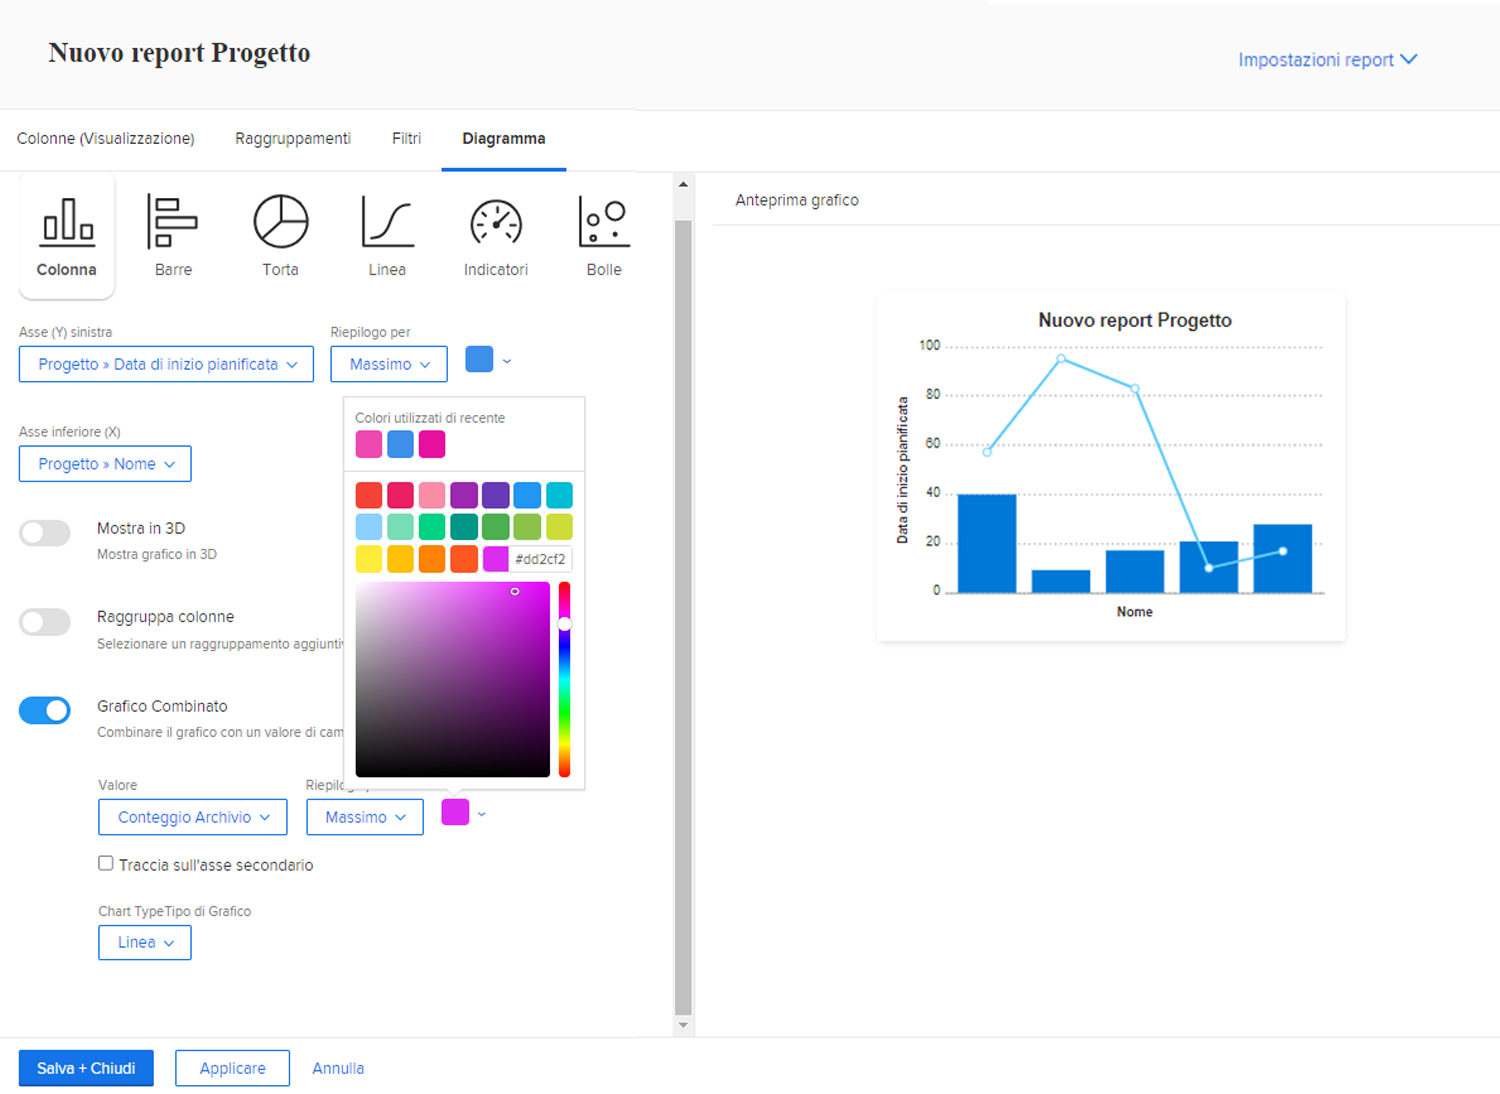 Nuovo report Progetto
Impostazioni report
Colonne (Visualizzazione)
Raggruppamenti
Filtri
Diagramma
Colonna
Barre
Torta
Linea
Indicatori
Bolle
Anteprima grafico
Asse (Y) sinistra
Riepilogo per
Progetto » Data di inizio pianificata
Massimo
Colori utilizzati di recente
Asse inferiore (X)
Progetto » Nome
#dd2cf2
Mostra in 3D
Mostra grafico in 3D
Raggruppa colonne
Selezionare un raggruppamento aggiuntiv
Grafico Combinato
Combinare il grafico con un valore di cam
Valore
Conteggio Archivio
Massimo
Traccia sull'asse secondario
Chart TypeTipo di Grafico
Linea
Nuovo report Progetto
100
80
60
40
20
0
Data di inizio pianificata
Nome
Salva + Chiudi
Applicare
Annulla